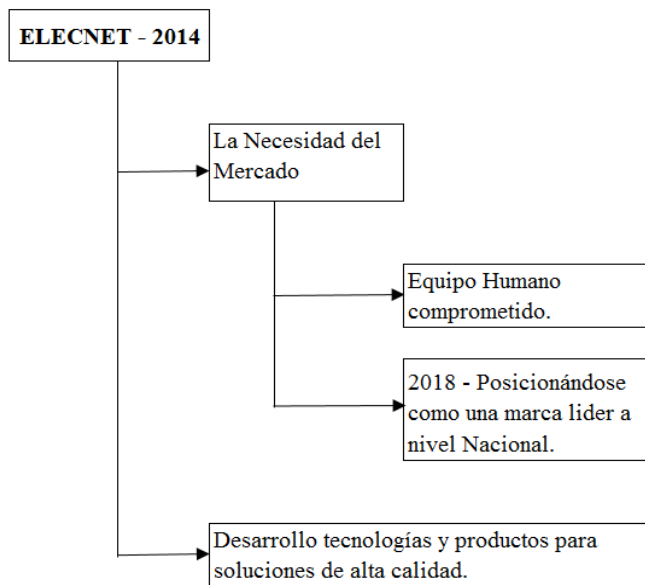 ELECNET - 2014
La Necesidad del
Mercado
Equipo Humano
comprometido.
2018 - Posicionándose
como una marca lider a
nivel Nacional.
Desarrollo tecnologías y productos para
soluciones de alta calidad.